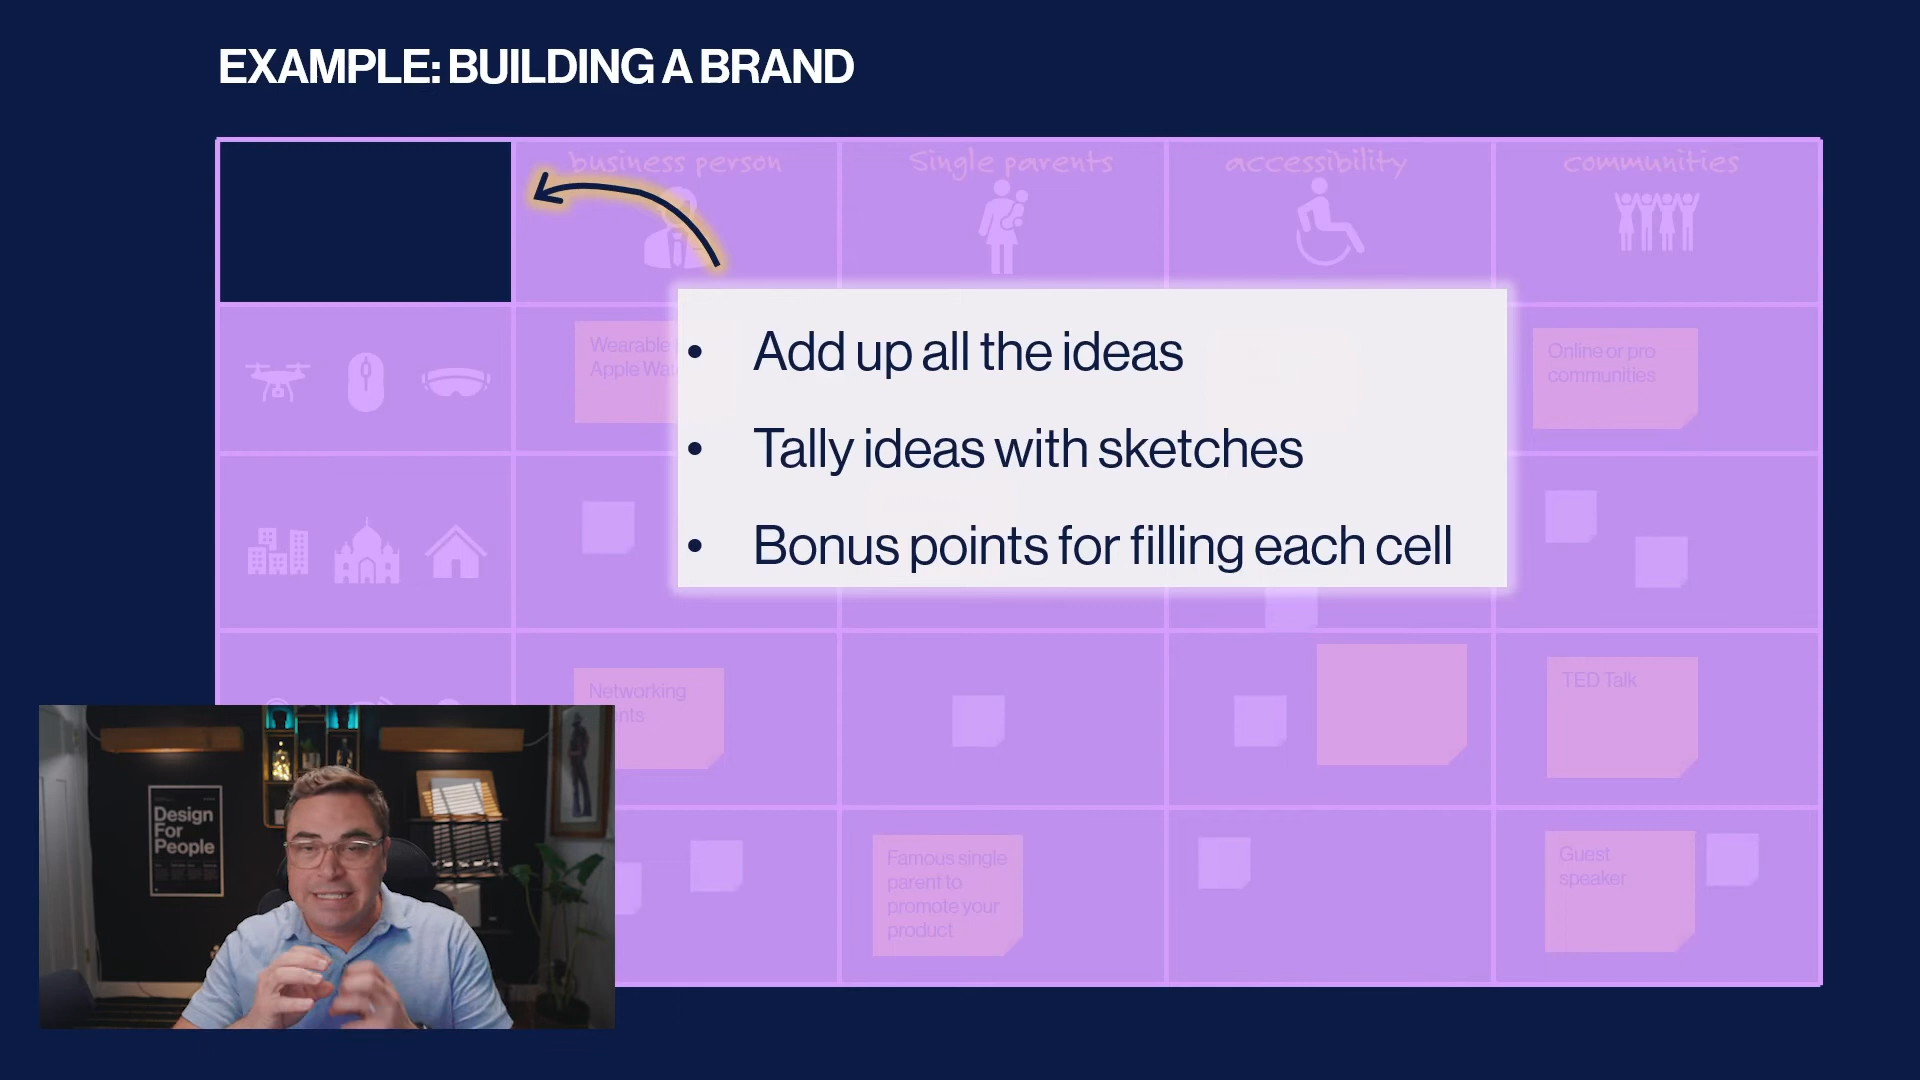 EXAMPLE: BUILDING A BRAND
business person
Single parents
accessibility
communities
Wearable
Apple
Online or pro
communities
Add up all the ideas
Tally ideas with sketches
Bonus points for filling each cell
Networking
TED Talk
Design
For
People
Famous single
parent to
promote your
product
Guest
speaker